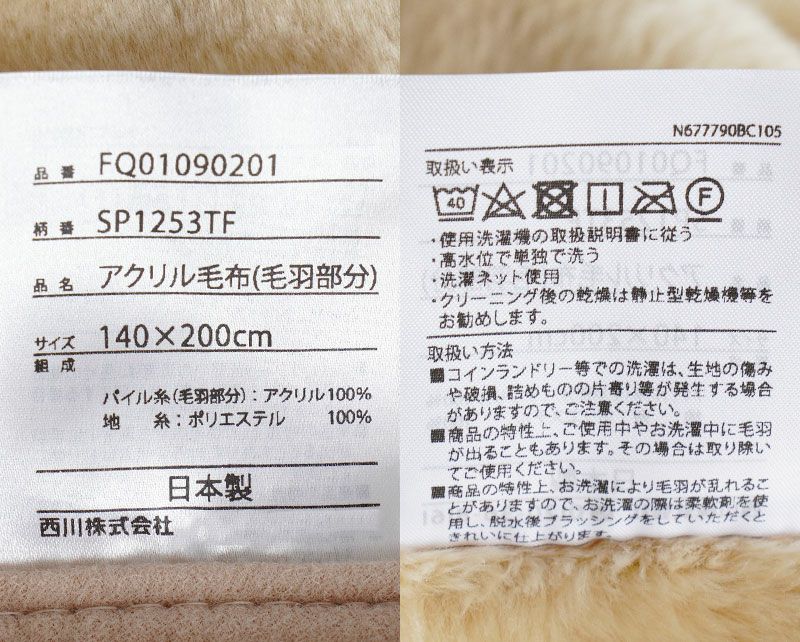 品番 FQ01090201
柄番 SP1253TF
品名 アクリル毛布(毛羽部分)
サイズ 140×200cm
組成
パイル糸(毛羽部分):アクリル100%
地 糸:ポリエステル 100%
日本製
西川株式会社
N677790BC105
取扱い表示
40 F
・使用洗濯機の取扱説明書に従う
・高水位で単独で洗う
・洗濯ネット使用
・クリーニング後の乾燥は静止型乾燥機等を
お勧めします。
取扱い方法
■コインランドリー等での洗濯は、生地の傷み
や破損、詰めものの片寄り等が発生する場合
がありますので、ご注意ください。
■商品の特性上、ご使用中やお洗濯中に毛羽
が出ることもあります。その場合は取り除い
てご使用ください。
■商品の特性上、お洗濯により毛羽が乱れるこ
とがありますので、お洗濯の際は柔軟剤を使
用し、脱水後ブラッシングをしていただくと
きれいに仕上がります。